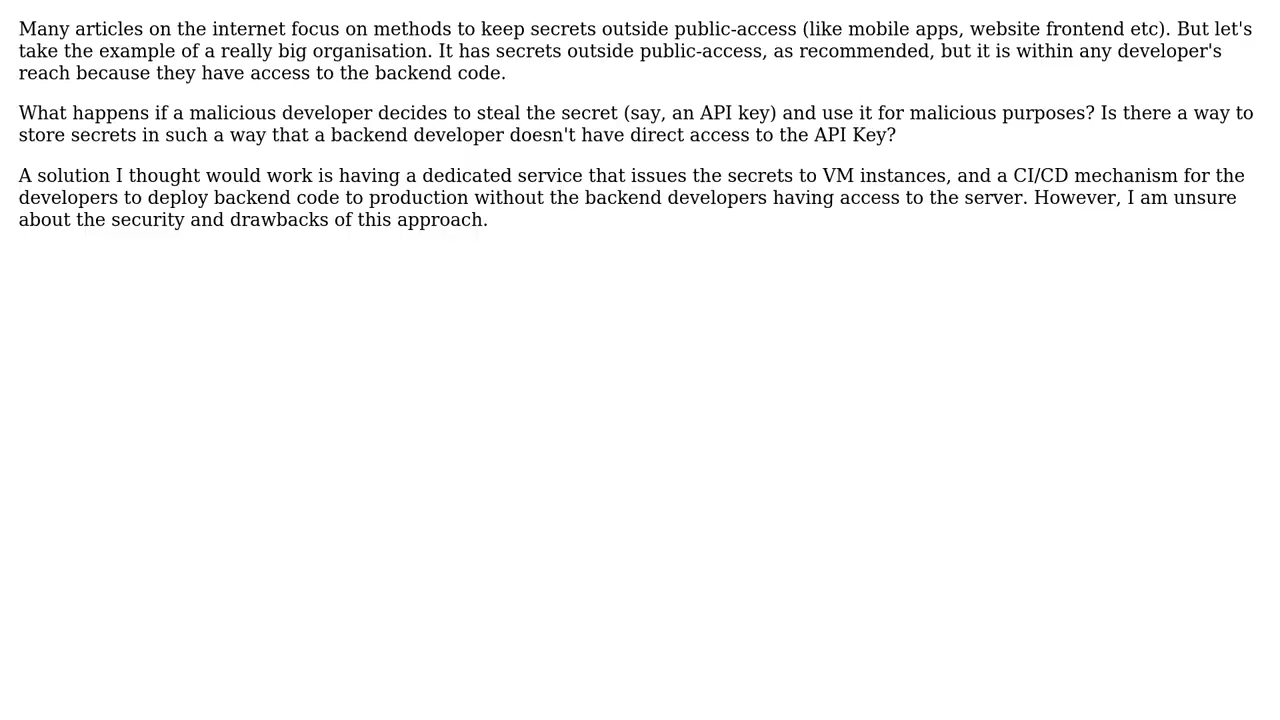 Many articles on the internet focus on methods to keep secrets outside public-access (like mobile apps, website frontend etc). But let's
take the example of a really big organisation. It has secrets outside public-access, as recommended, but it is within any developer's
reach because they have access to the backend code.
What happens if a malicious developer decides to steal the secret (say, an API key) and use it for malicious purposes? Is there a way to
store secrets in such a way that a backend developer doesn't have direct access to the API Key?
A solution I thought would work is having a dedicated service that issues the secrets to VM instances, and a CI/CD mechanism for the
developers to deploy backend code to production without the backend developers having access to the server. However, I am unsure
about the security and drawbacks of this approach.